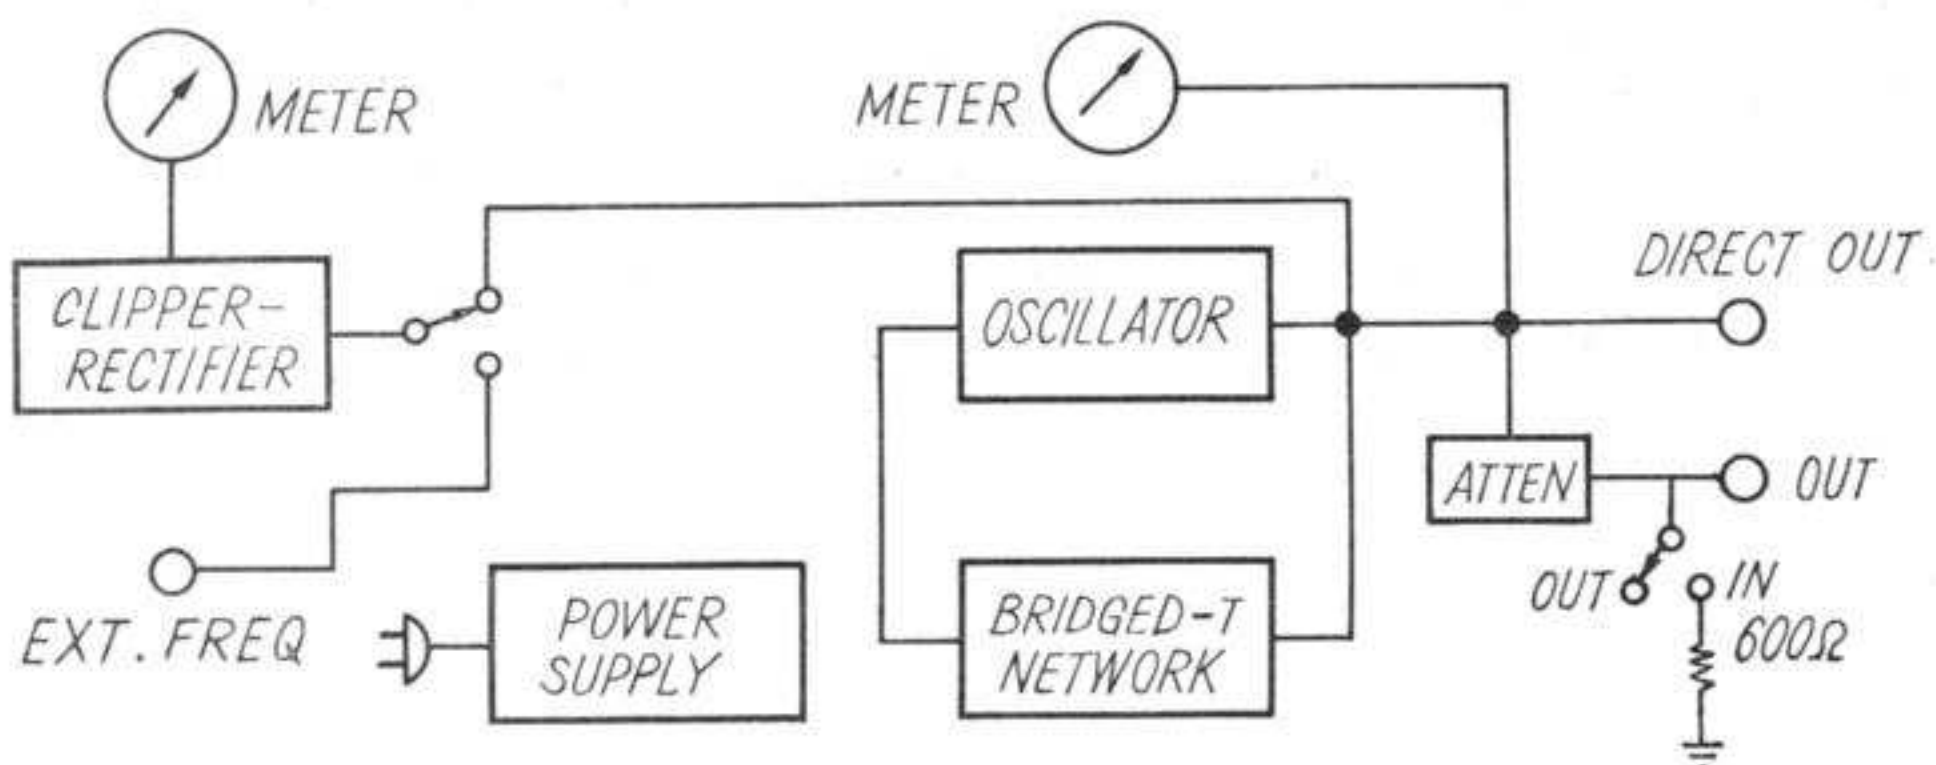 METER
METER
CLIPPER-
RECTIFIER
OSCILLATOR
DIRECT OUT
ATTEN
OUT
OUT
IN
600Ω
EXT. FREQ
POWER
SUPPLY
BRIDGED-T
NETWORK